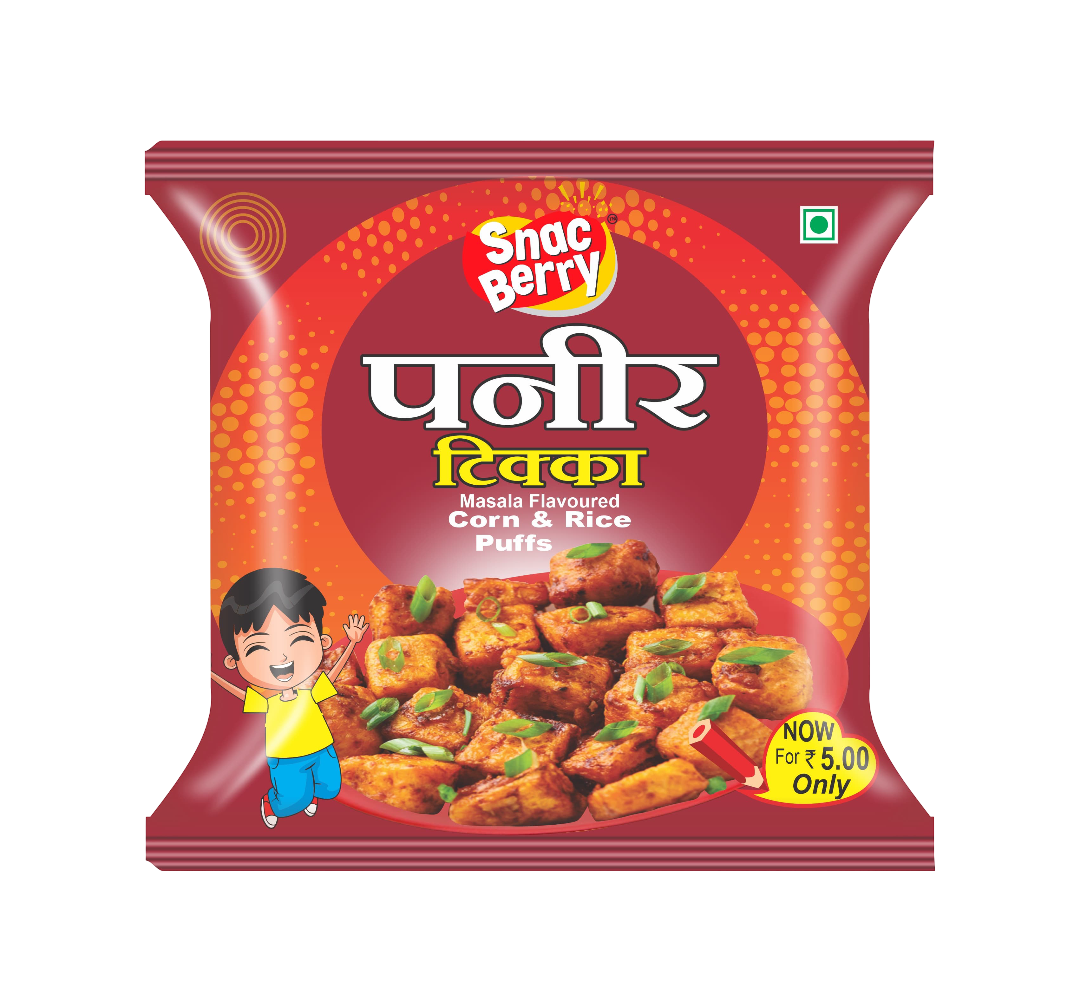 Snac
Berry
पनीर
टिक्का
Masala Flavoured
Corn & Rice
Puffs
NOW
For ₹ 5.00
Only